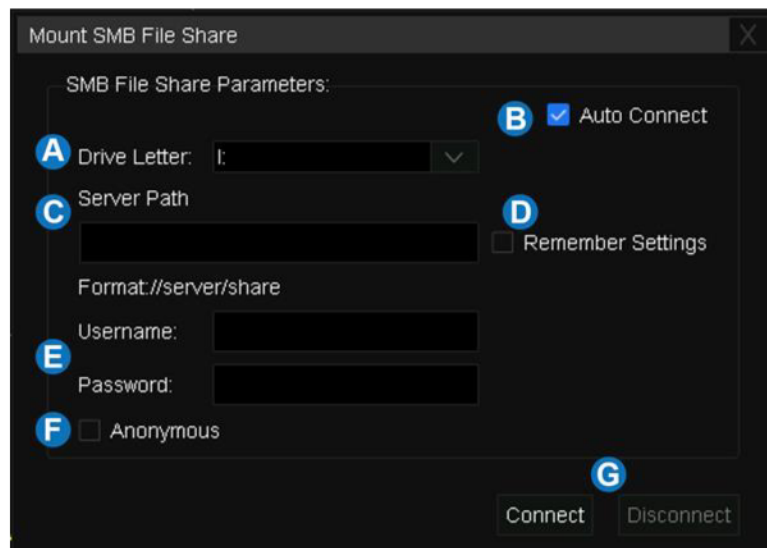 Mount SMB File Share X
SMB File Share Parameters:
B Auto Connect
A Drive Letter: I:
C Server Path
D Remember Settings
Format://server/share
Username:
E
Password:
F Anonymous
G
Connect Disconnect